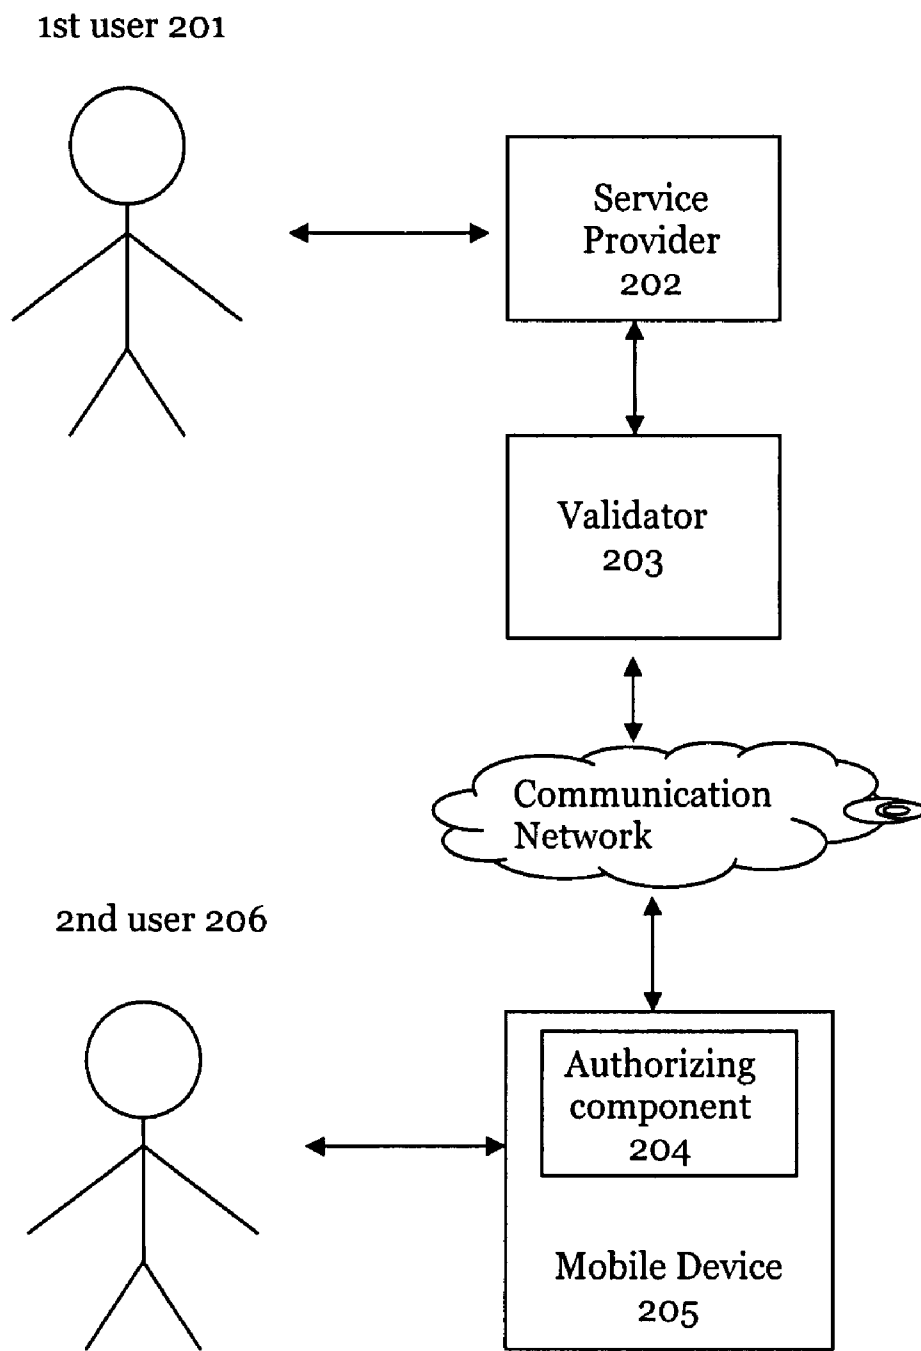 1st user 201
Service
Provider
202
Validator
203
Communication
Network
2nd user 206
Authorizing
component
204
Mobile Device
205